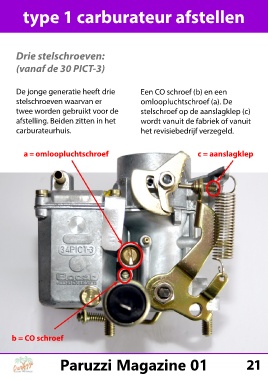 type 1 carburateur afstellen
Drie stelschroeven:
(vanaf de 30 PICT-3)
De jonge generatie heeft drie
stelschroeven waarvan er
twee worden gebruikt voor de
afstelling. Beiden zitten in het
carburateurhuis.
Een CO schroef (b) en een
omloopluchtschroef (a). De
stelschroef op de aanslagklep (c)
wordt vanuit de fabriek of vanuit
het revisiebedrijf verzegeld.
a = omloopluchtschroef
c = aanslagklep
34PICT-3
b = CO schroef
Paruzzi Magazine 01
21